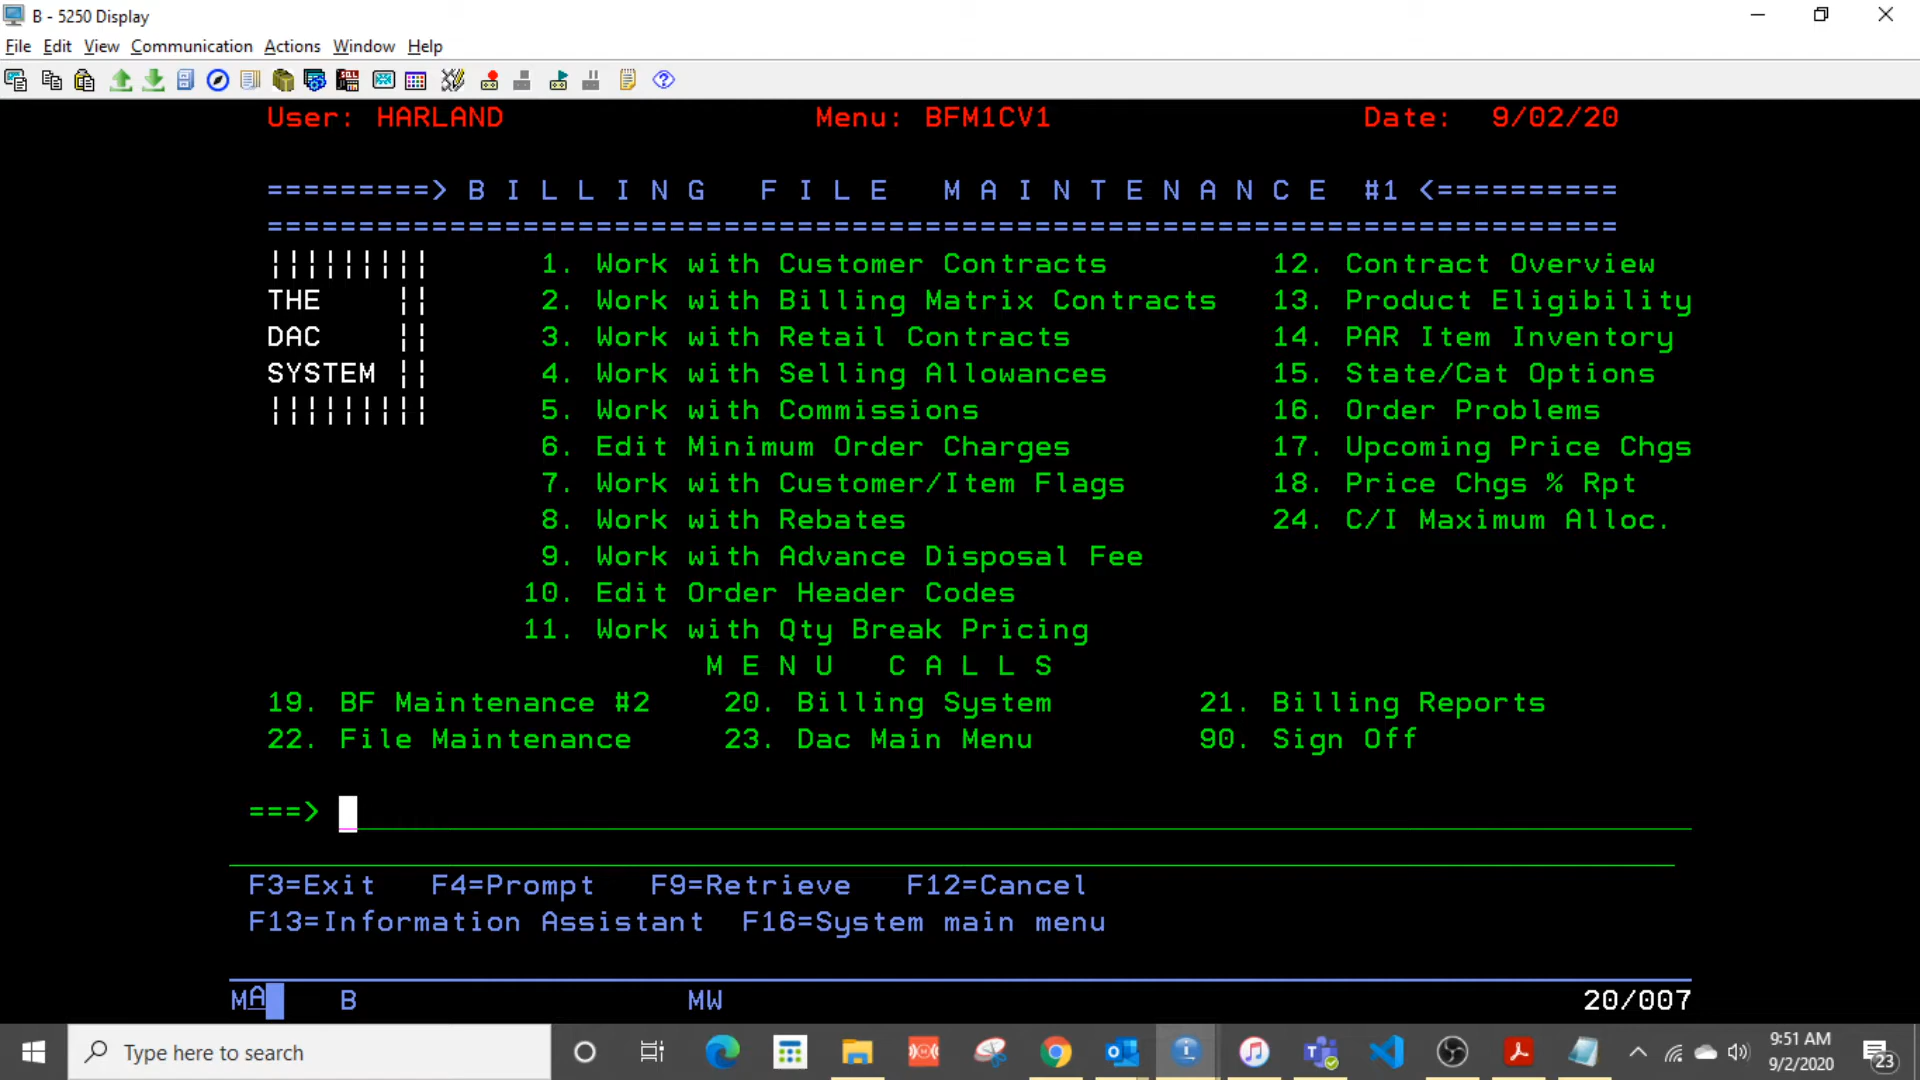 B - 5250 Display
File Edit View Communication Actions Window Help
User: HARLAND Menu: BFM1CV1 Date: 9/02/20
=========> B I L L I N G F I L E M A I N T E N A N C E #1 <==========
==========================================================================
||||||||| 1. Work with Customer Contracts 12. Contract Overview
THE || 2. Work with Billing Matrix Contracts 13. Product Eligibility
DAC || 3. Work with Retail Contracts 14. PAR Item Inventory
SYSTEM || 4. Work with Selling Allowances 15. State/Cat Options
||||||||| 5. Work with Commissions 16. Order Problems
6. Edit Minimum Order Charges 17. Upcoming Price Chgs
7. Work with Customer/Item Flags 18. Price Chgs % Rpt
8. Work with Rebates 24. C/I Maximum Alloc.
9. Work with Advance Disposal Fee
10. Edit Order Header Codes
11. Work with Qty Break Pricing
M E N U C A L L S
19. BF Maintenance #2 20. Billing System 21. Billing Reports
22. File Maintenance 23. Dac Main Menu 90. Sign Off
===>
F3=Exit F4=Prompt F9=Retrieve F12=Cancel
F13=Information Assistant F16=System main menu
MA B MW 20/007
Type here to search
9:51 AM
9/2/2020
23